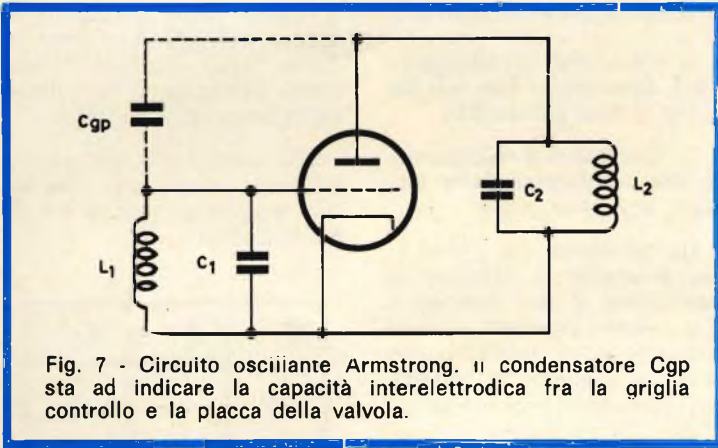 Cgp
C2
L2
L1
C1
Fig. 7 - Circuito oscillante Armstrong. Il condensatore Cgp
sta ad indicare la capacità interelettrodica fra la griglia
controllo e la placca della valvola.